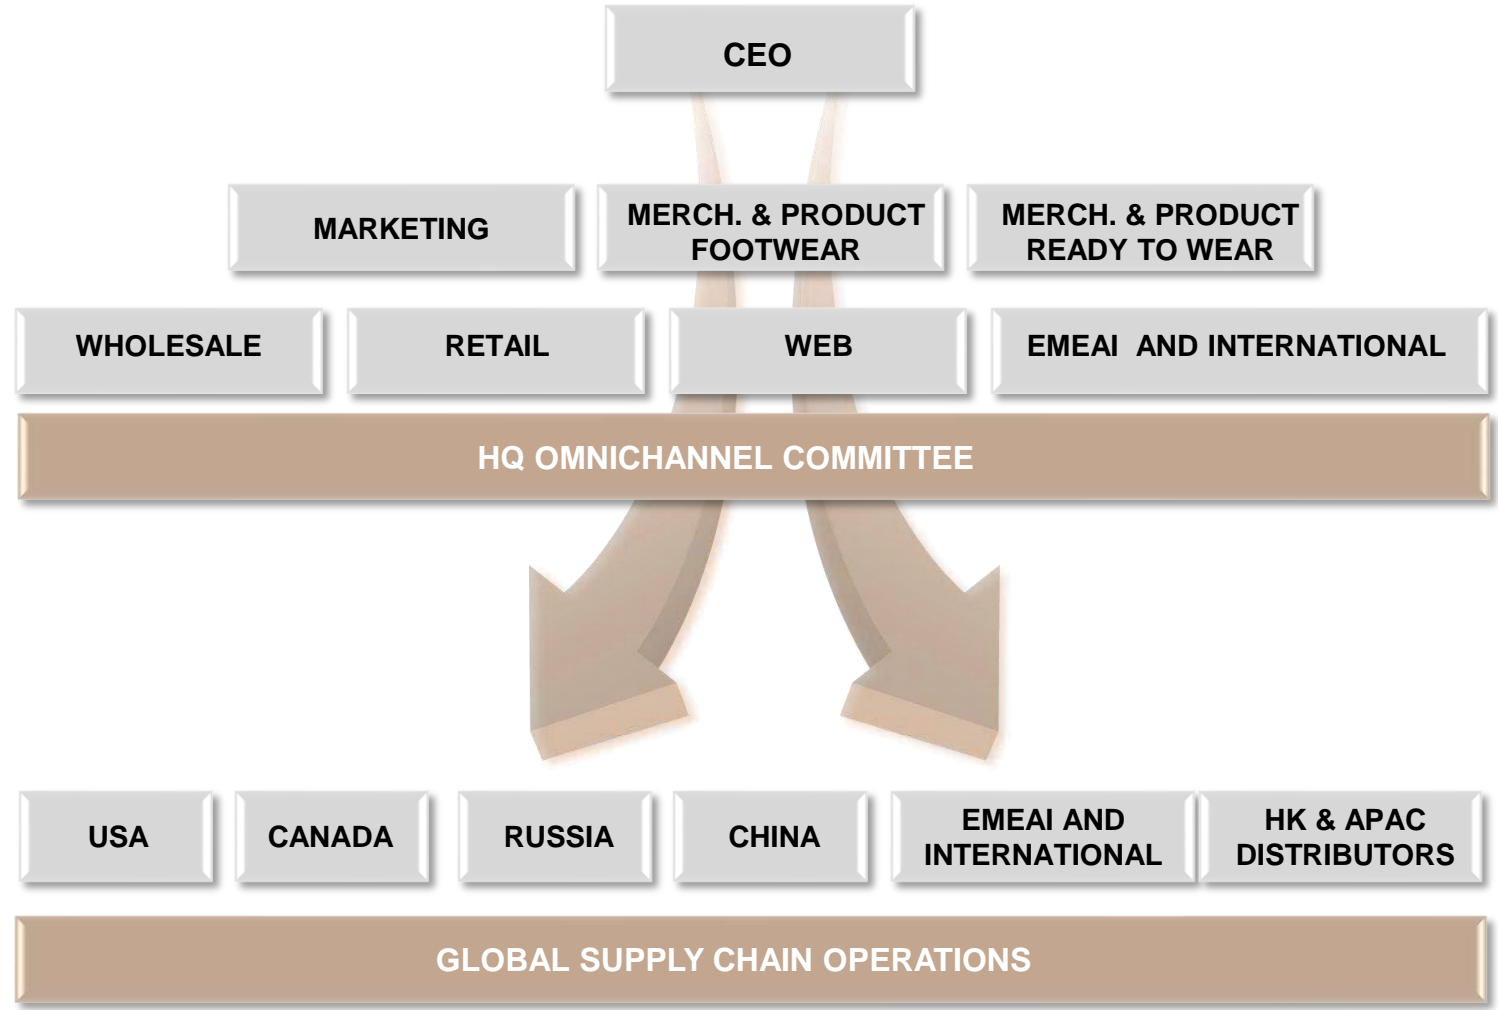 CEO
MARKETING
MERCH. & PRODUCT
FOOTWEAR
MERCH. & PRODUCT
READY TO WEAR
WHOLESALE
RETAIL
WEB
EMEAI AND INTERNATIONAL
HQ OMNICHANNEL COMMITTEE
USA
CANADA
RUSSIA
CHINA
EMEAI AND
INTERNATIONAL
HK & APAC
DISTRIBUTORS
GLOBAL SUPPLY CHAIN OPERATIONS